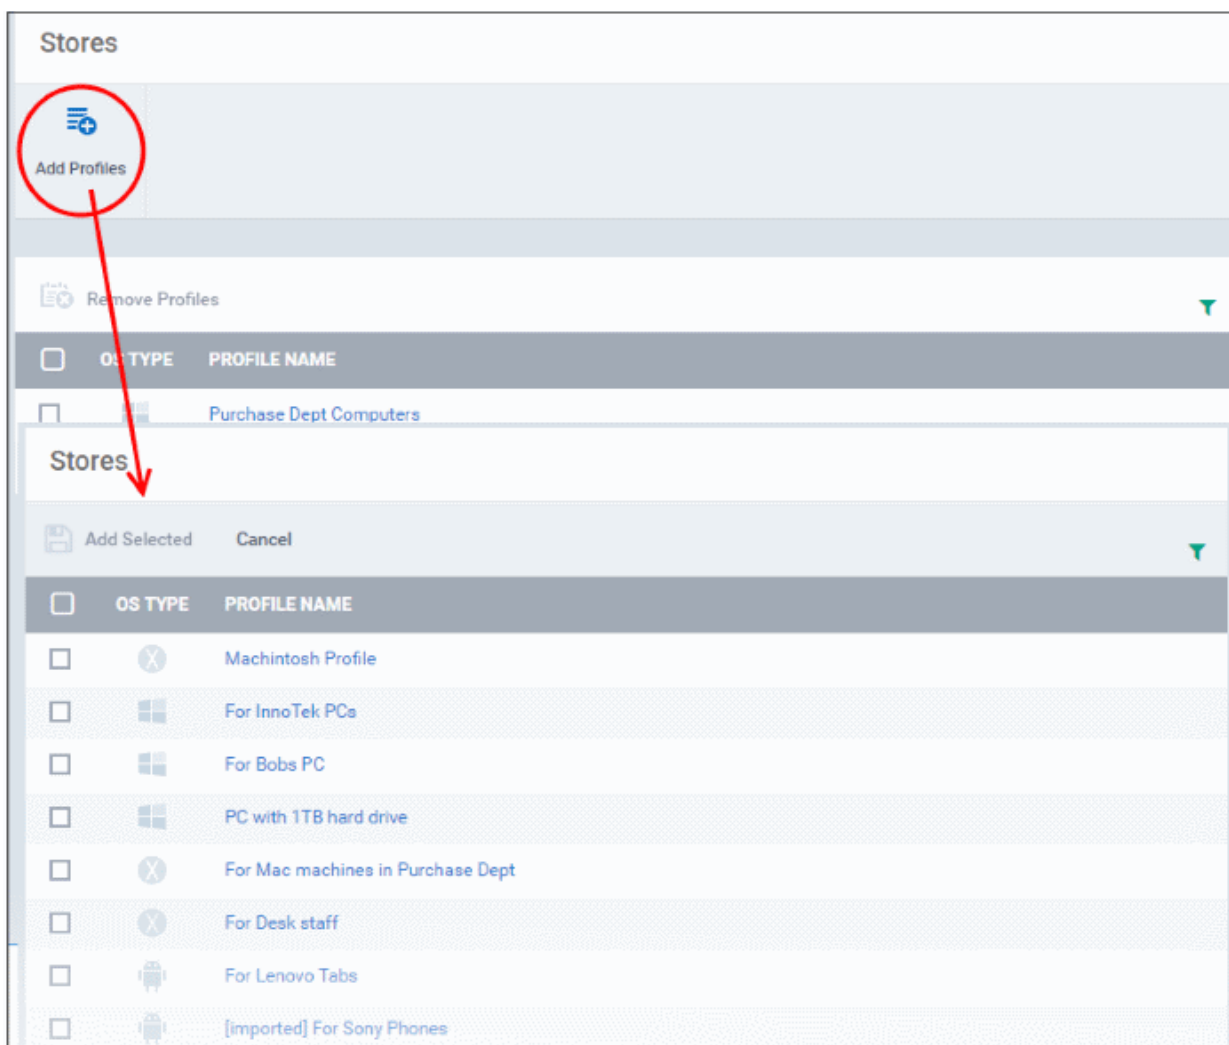 Stores
Add Profiles
Remove Profiles
OS TYPE PROFILE NAME
Purchase Dept Computers
Stores
Add Selected Cancel
OS TYPE PROFILE NAME
Machintosh Profile
For InnoTek PCs
For Bobs PC
PC with 1TB hard drive
For Mac machines in Purchase Dept
For Desk staff
For Lenovo Tabs
[imported] For Sony Phones